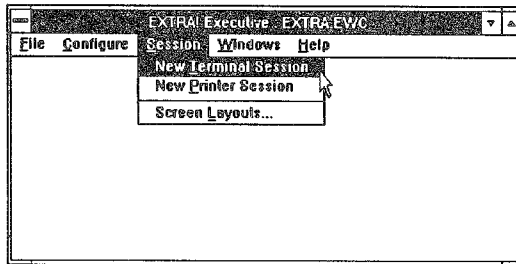 EXTRA! Executive EXTRA.EWC
File Configure Session Windows Help
New Terminal Session
New Printer Session
Screen Layouts...